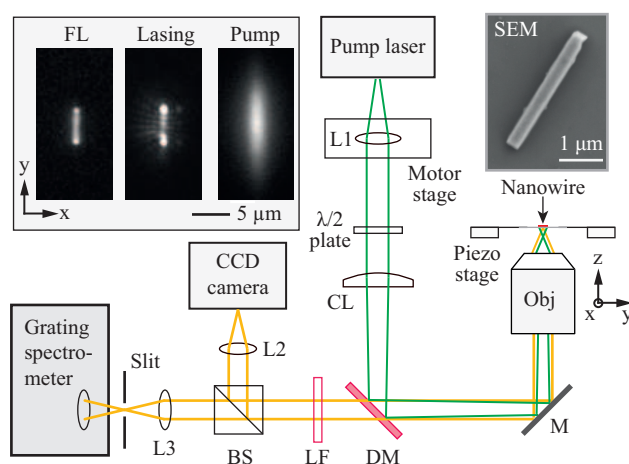 FL Lasing Pump
y
x
5 μm
Pump laser
L1
Motor
stage
λ/2
plate
CL
SEM
1 μm
Nanowire
Piezo
stage
Obj
z
x
y
CCD
camera
L2
Grating
spectro-
meter
Slit
L3
BS
LF
DM
M